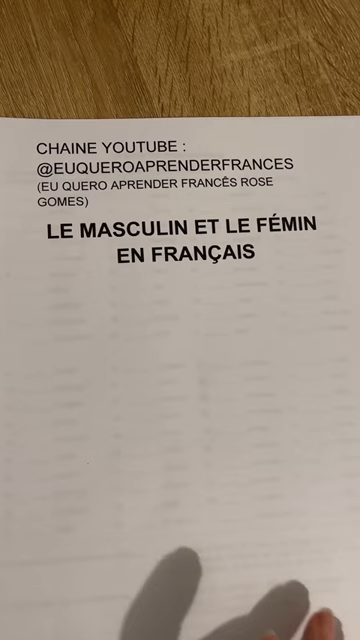 CHAINE YOUTUBE :
@EUQUEROAPRENDERFRANCES
(EU QUERO APRENDER FRANCÊS ROSE
GOMES)
LE MASCULIN ET LE FÉMIN
EN FRANÇAIS